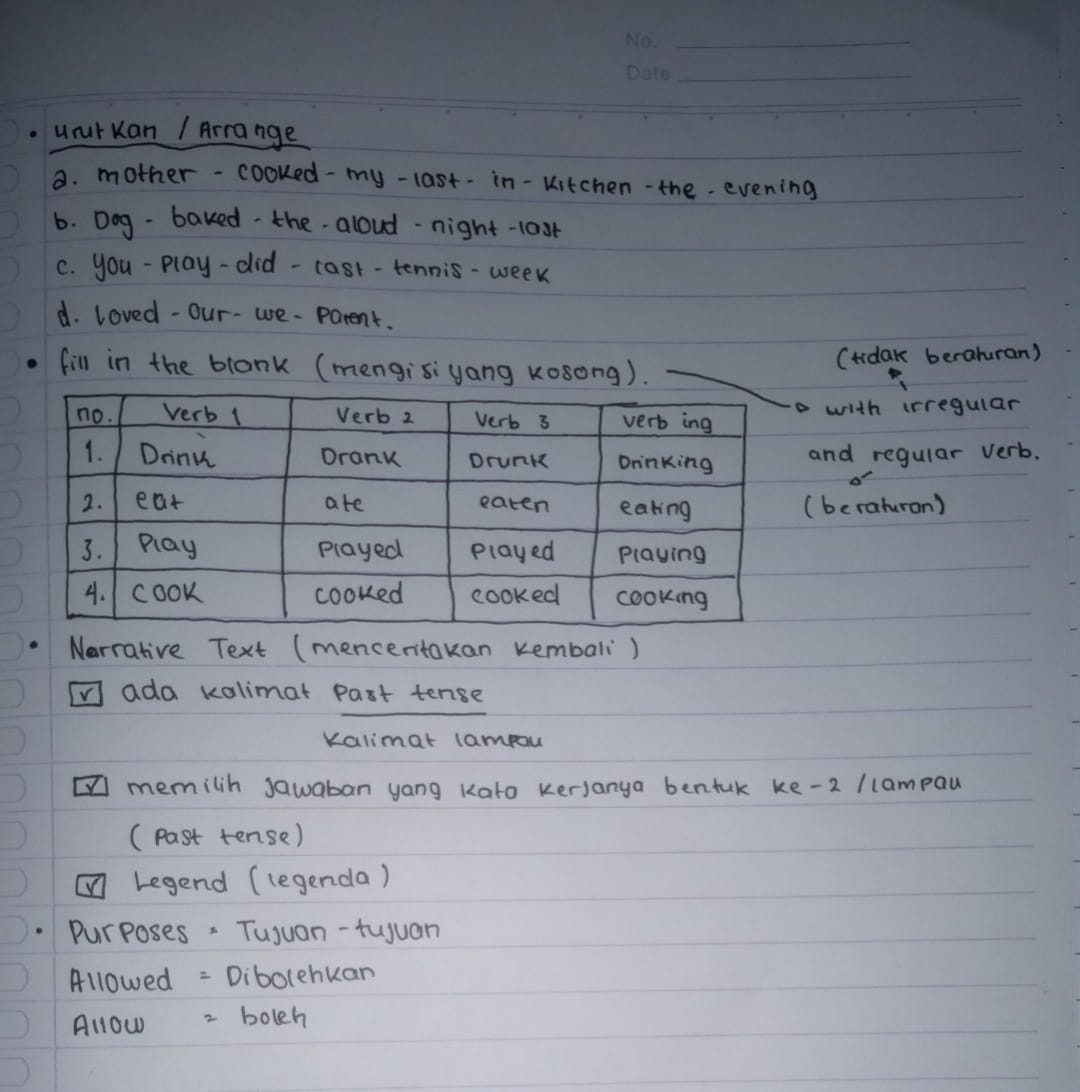 No.
Date
• Urutkan / Arrange
a. mother - cooked - my - last - in - kitchen - the - evening
b. Dog - baked - the - aloud - night - last
c. You - Play - did - last - tennis - week
d. Loved - Our - we - Parent.
• fill in the blank (mengisi yang kosong).
(tidak beraturan)
with irregular
and regular verb.
(beraturan)
no. Verb 1 Verb 2 Verb 3 Verb ing
1. Drink Drank Drunk Drinking
2. eat ate eaten eating
3. Play Played Played Playing
4. COOK cooked cooked cooking
• Narrative Text (menceritakan kembali)
☑ ada kalimat Past tense
Kalimat lampau
☑ memilih Jawaban yang kata kerjanya bentuk ke-2 / lampau
(Past tense)
☑ Legend (legenda)
• Purposes = Tujuan - tujuan
Allowed = Dibolehkan
Allow = boleh